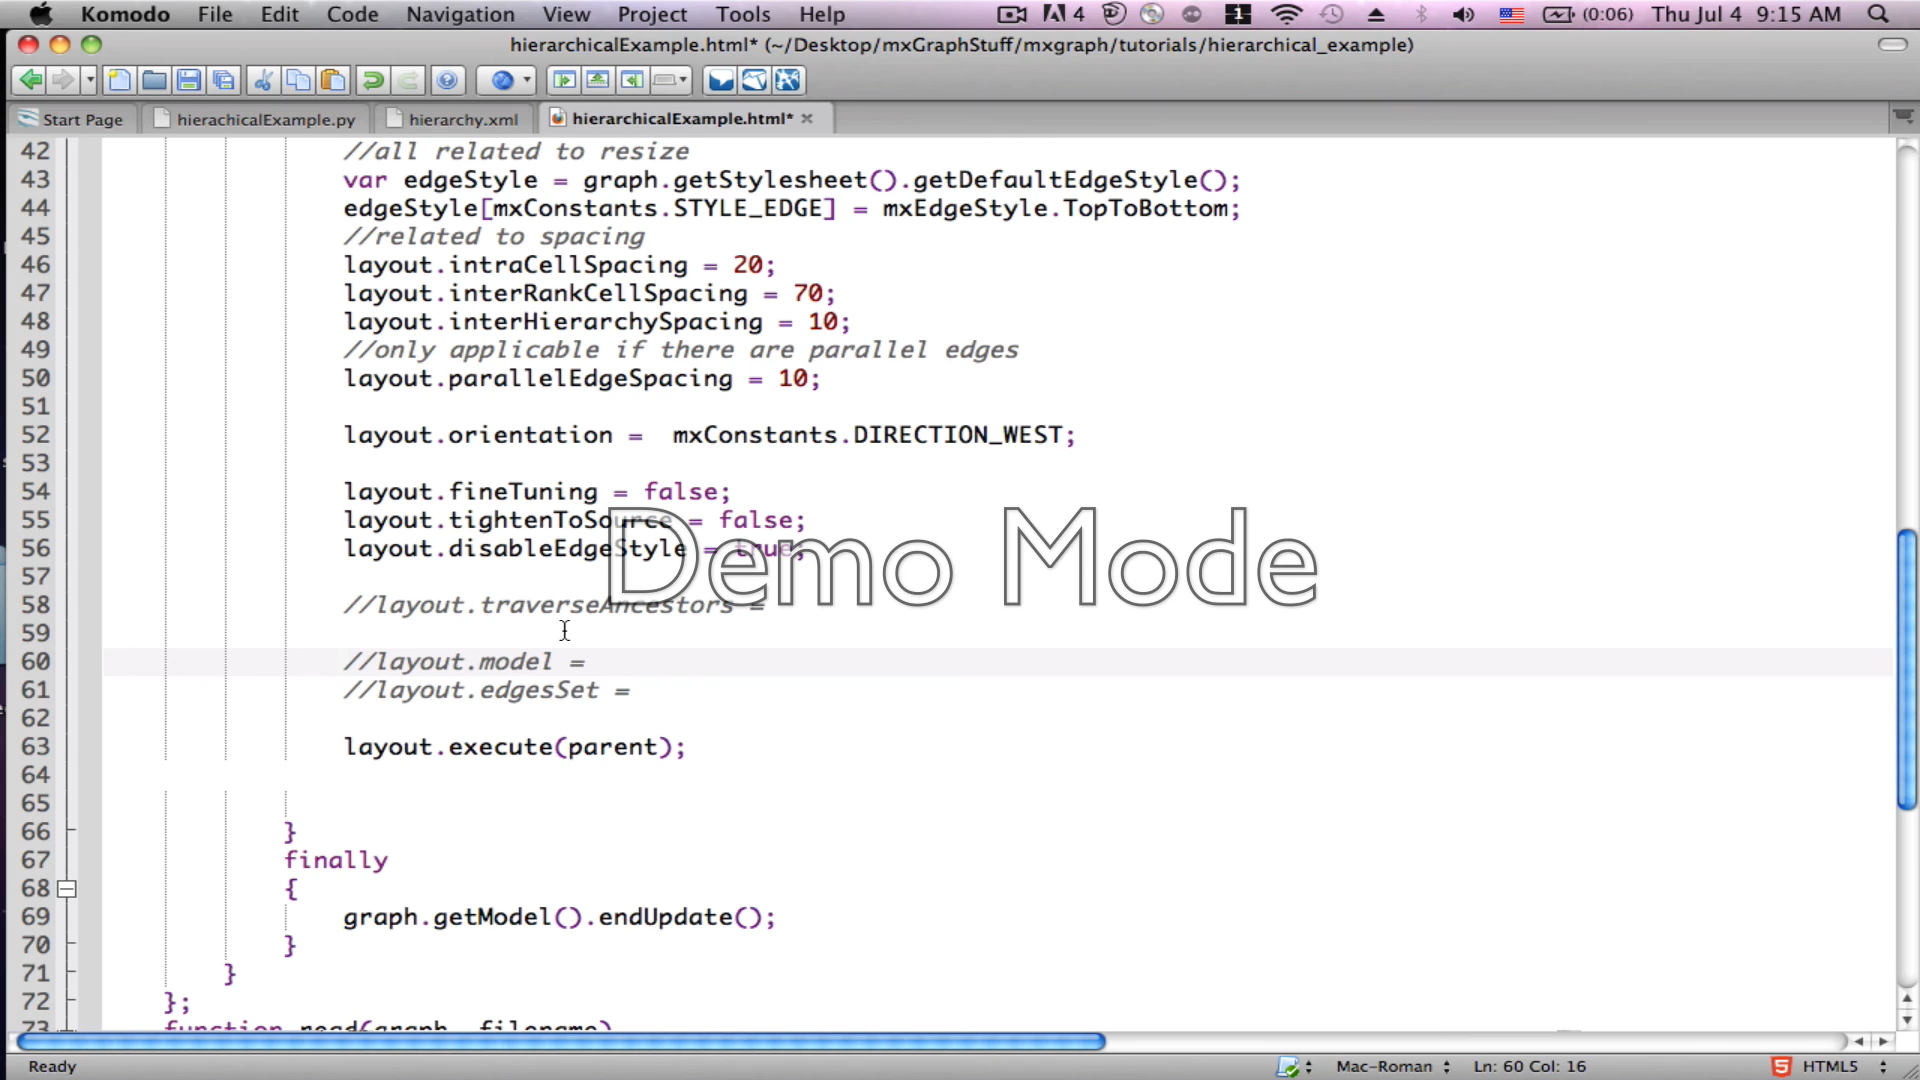 Komodo File Edit Code Navigation View Project Tools Help 4 1 (0:06) Thu Jul 4 9:15 AM
hierarchicalExample.html* (~/Desktop/mxGraphStuff/mxgraph/tutorials/hierarchical_example)
Start Page hierachicalExample.py hierarchy.xml hierarchicalExample.html*
42 //all related to resize
43 var edgeStyle = graph.getStylesheet().getDefaultEdgeStyle();
44 edgeStyle[mxConstants.STYLE_EDGE] = mxEdgeStyle.TopToBottom;
45 //related to spacing
46 layout.intraCellSpacing = 20;
47 layout.interRankCellSpacing = 70;
48 layout.interHierarchySpacing = 10;
49 //only applicable if there are parallel edges
50 layout.parallelEdgeSpacing = 10;
51
52 layout.orientation =  mxConstants.DIRECTION_WEST;
53
54 layout.fineTuning = false;
55 layout.tightenToSource = false;
56 layout.disableEdgeStyle = true;
Demo Mode
57
58 //layout.traverseAncestors =
59
60 //layout.model =
61 //layout.edgesSet =
62
63 layout.execute(parent);
64
65
66 }
67 finally
68 {
69 graph.getModel().endUpdate();
70 }
71 }
72 };
73 function read(graph, filename)
Ready Mac-Roman Ln: 60 Col: 16 HTML5